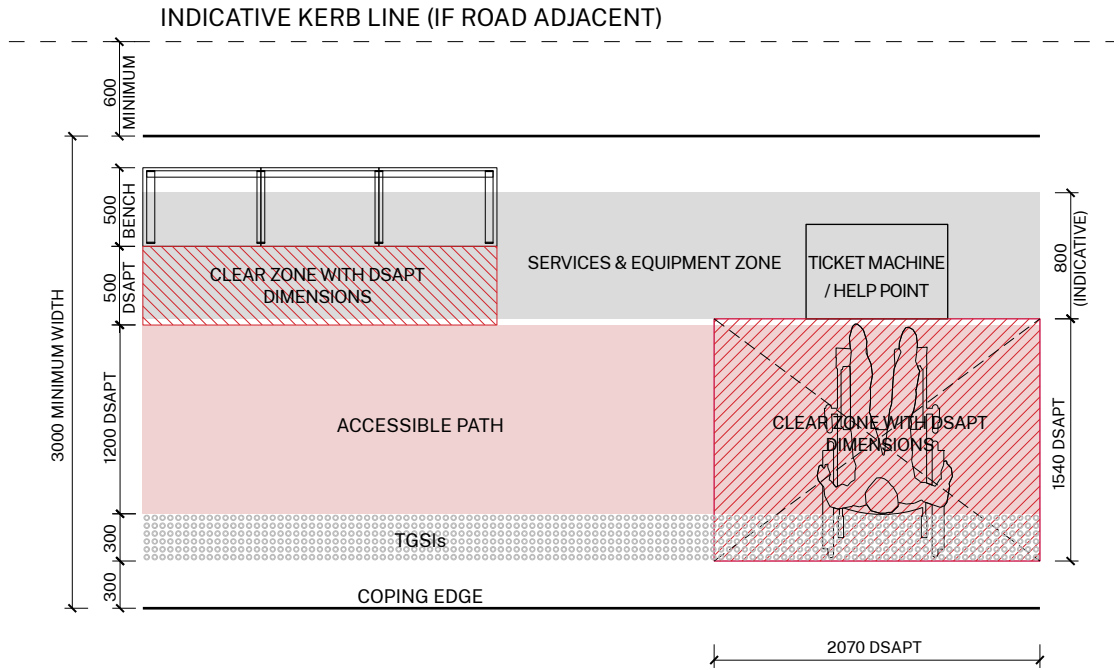 INDICATIVE KERB LINE (IF ROAD ADJACENT)
600
MINIMUM
3000 MINIMUM WIDTH
500
BENCH
500
DSAPT
1200 DSAPT
300
300
CLEAR ZONE WITH DSAPT
DIMENSIONS
SERVICES & EQUIPMENT ZONE
TICKET MACHINE
/ HELP POINT
800
(INDICATIVE)
ACCESSIBLE PATH
CLEAR ZONE WITH DSAPT
DIMENSIONS
1540 DSAPT
TGSIs
COPING EDGE
2070 DSAPT